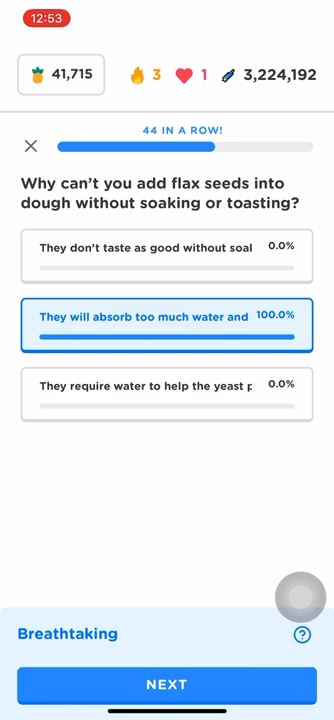 12:53
41,715
3
1
3,224,192
44 IN A ROW!
Why can't you add flax seeds into
dough without soaking or toasting?
They don't taste as good without soal
0.0%
They will absorb too much water and
100.0%
They require water to help the yeast p
0.0%
Breathtaking
?
NEXT